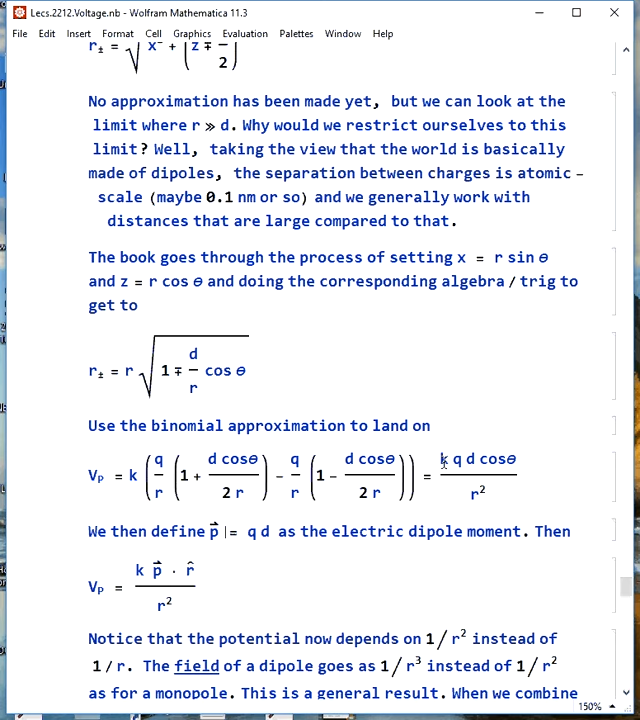 Lecs.2212.Voltage.nb - Wolfram Mathematica 11.3
File Edit Insert Format Cell Graphics Evaluation Palettes Window Help
r± = √ x + ( z ∓ — 2 )
No approximation has been made yet, but we can look at the
limit where r ≫ d. Why would we restrict ourselves to this
limit? Well, taking the view that the world is basically
made of dipoles, the separation between charges is atomic -
scale (maybe 0.1 nm or so) and we generally work with
distances that are large compared to that.
The book goes through the process of setting x = r sin θ
and z = r cos θ and doing the corresponding algebra / trig to
get to
r± = r √ 1 ∓ d/r cos θ
Use the binomial approximation to land on
Vₚ = k ( q/r ( 1 + d cosθ / 2 r ) - q/r ( 1 - d cosθ / 2 r ) ) = k q d cosθ / r²
We then define p⃗ |= q d as the electric dipole moment. Then
Vₚ = k p⃗ · r̂ / r²
Notice that the potential now depends on 1/r² instead of
1/r. The field of a dipole goes as 1/r³ instead of 1/r²
as for a monopole. This is a general result. When we combine
150%